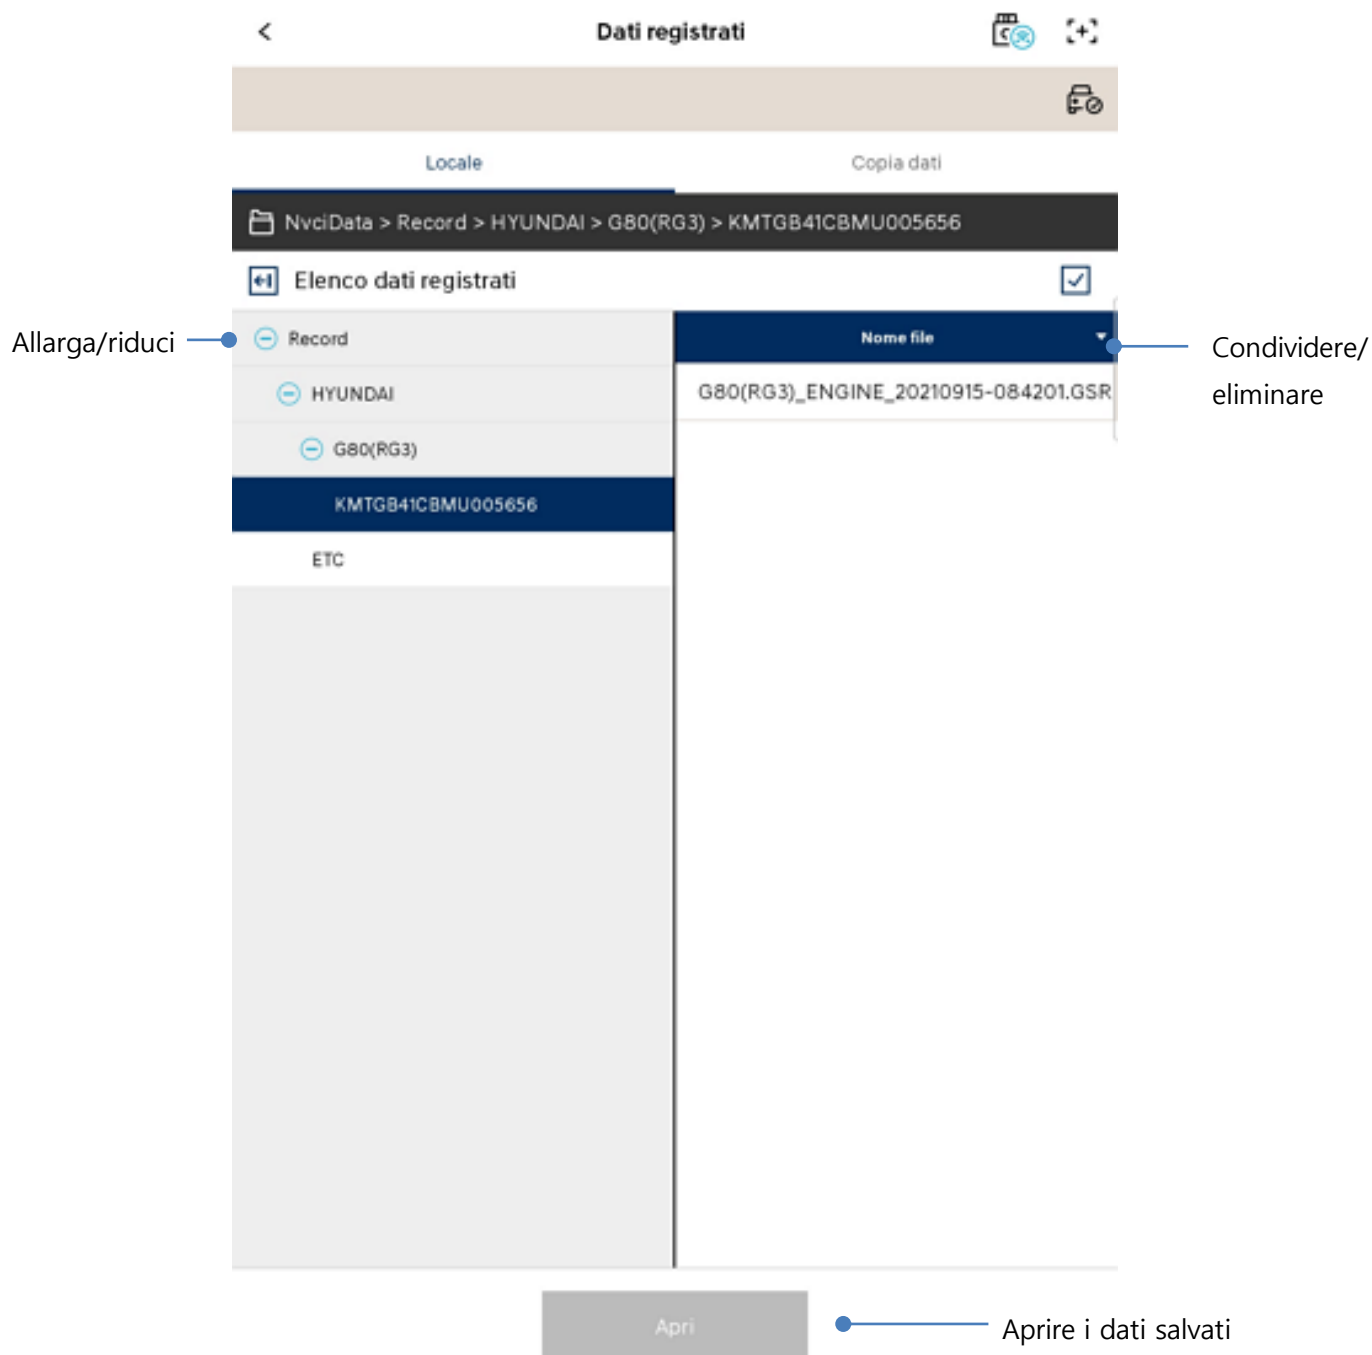 Dati registrati
Locale
Copia dati
NvciData > Record > HYUNDAI > G80(RG3) > KMTGB41CBMU005656
Elenco dati registrati
Allarga/riduci
Record
Nome file
Condividere/
eliminare
HYUNDAI
G80(RG3)_ENGINE_20210915-084201.GSR
G80(RG3)
KMTGB41CBMU005656
ETC
Apri
Aprire i dati salvati